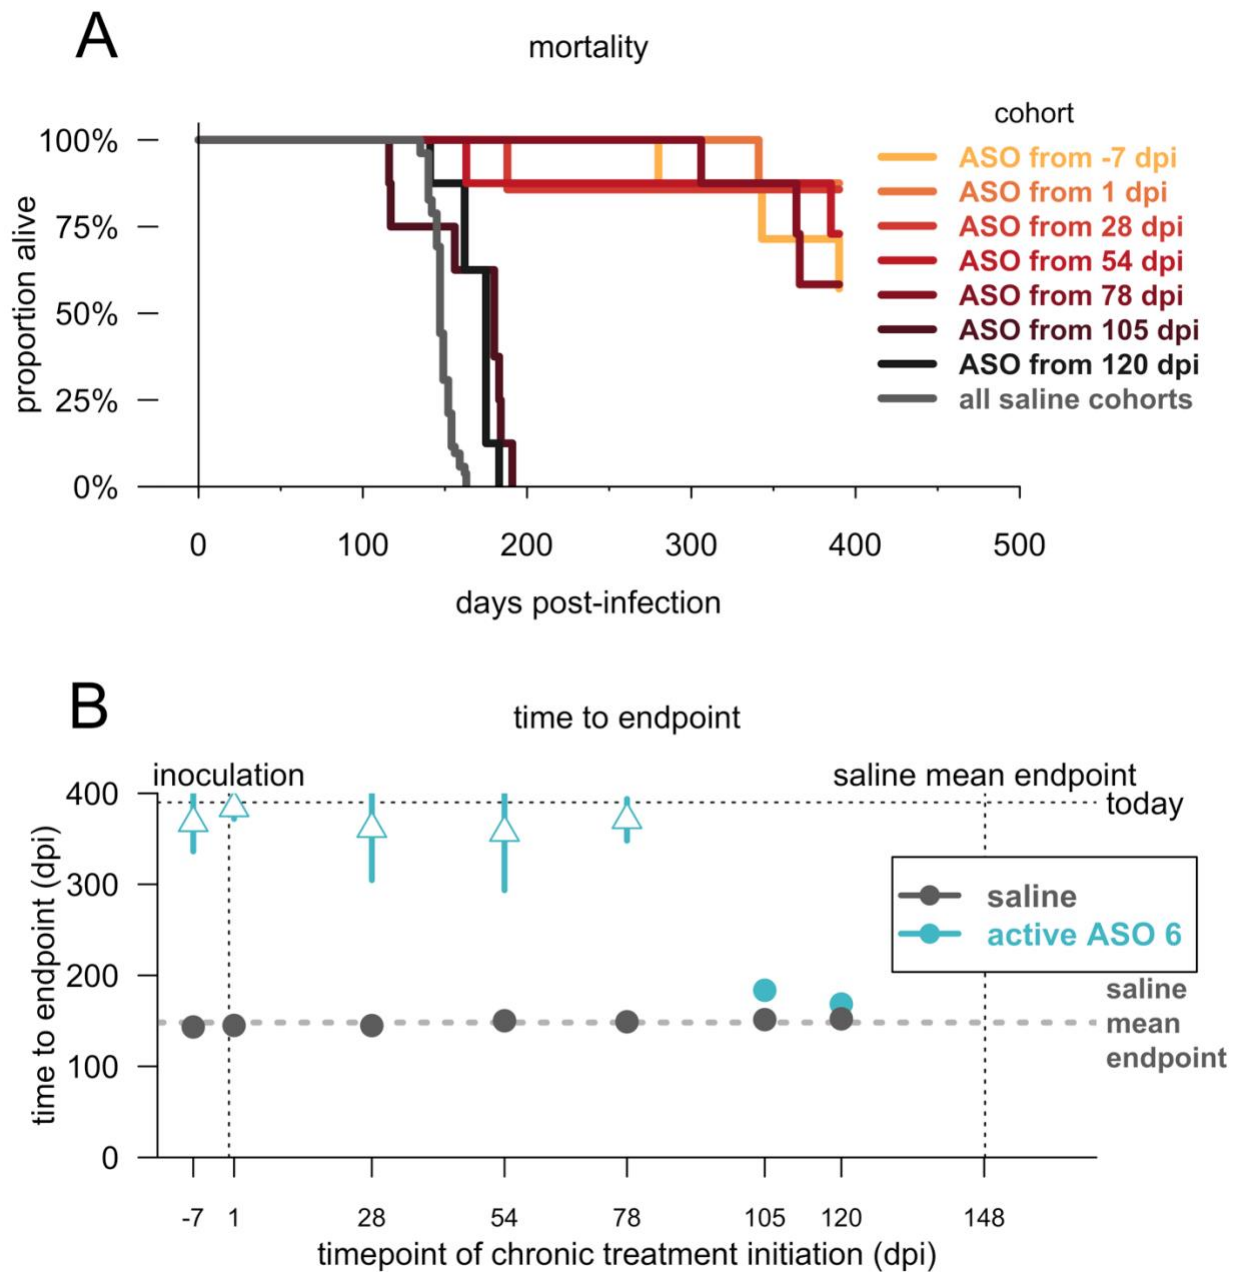 A
mortality
cohort
100%
75%
50%
25%
0%
proportion alive
ASO from -7 dpi
ASO from 1 dpi
ASO from 28 dpi
ASO from 54 dpi
ASO from 78 dpi
ASO from 105 dpi
ASO from 120 dpi
all saline cohorts
0 100 200 300 400 500
days post-infection
B
time to endpoint
inoculation
saline mean endpoint
today
400
300
200
100
0
time to endpoint (dpi)
saline
active ASO 6
saline
mean
endpoint
-7 1 28 54 78 105 120 148
timepoint of chronic treatment initiation (dpi)